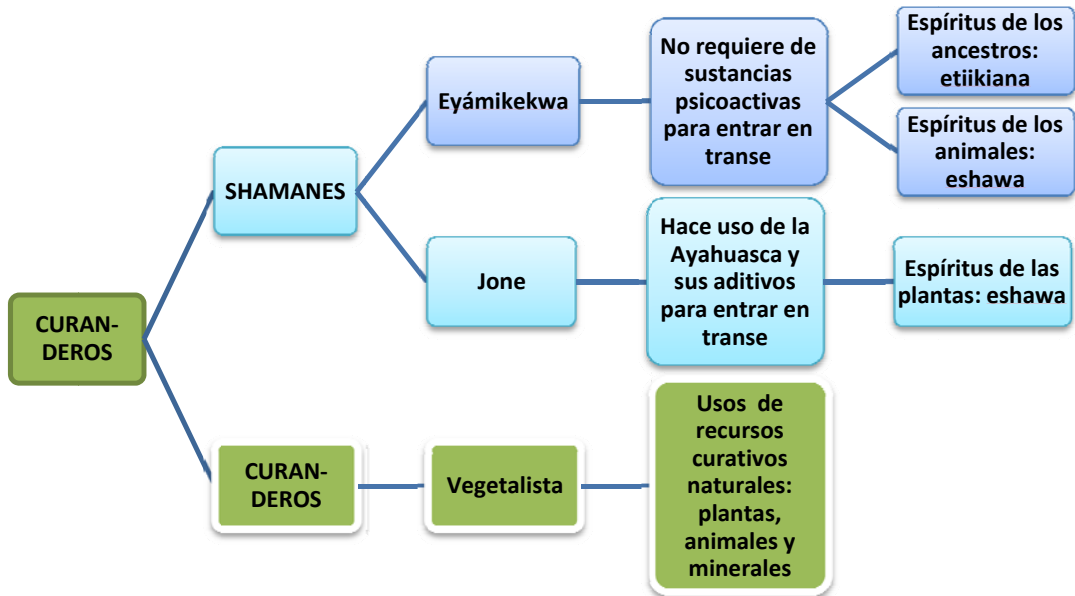 CURAN-
DEROS
SHAMANES
Eyámikekwa
No requiere de
sustancias
psicoactivas
para entrar en
transe
Espíritus de los
ancestros:
etiikiana
Espíritus de los
animales:
eshawa
Jone
Hace uso de la
Ayahuasca y
sus aditivos
para entrar en
transe
Espíritus de las
plantas: eshawa
CURAN-
DEROS
Vegetalista
Usos de
recursos
curativos
naturales:
plantas,
animales y
minerales